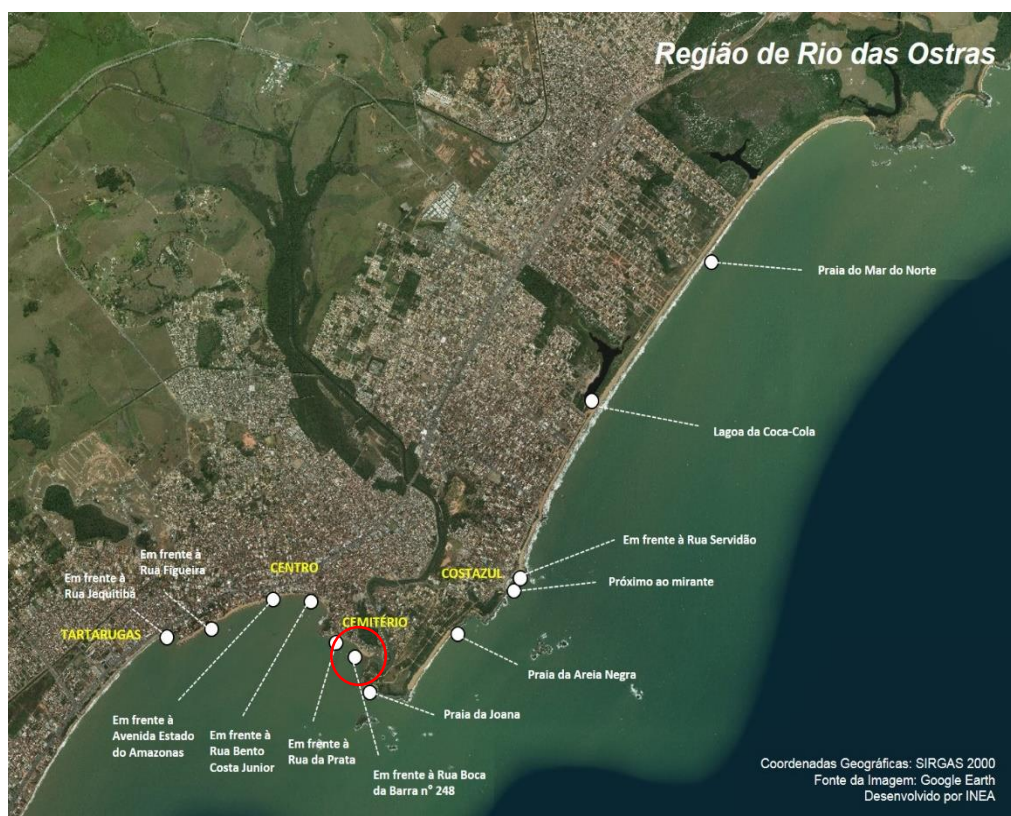 Região de Rio das Ostras
Praia do Mar do Norte
Lagoa da Coca-Cola
Em frente à Rua Servidão
COSTAZUL
Próximo ao mirante
Em frente à
Rua Figueira
CENTRO
Em frente à
Rua Jequitibá
TARTARUGAS
CEMITÉRIO
Praia da Areia Negra
Praia da Joana
Em frente à
Avenida Estado
do Amazonas
Em frente à
Rua Bento
Costa Junior
Em frente à
Rua da Prata
Em frente à Rua Boca
da Barra n° 248
Coordenadas Geográficas: SIRGAS 2000
Fonte da Imagem: Google Earth
Desenvolvido por INEA